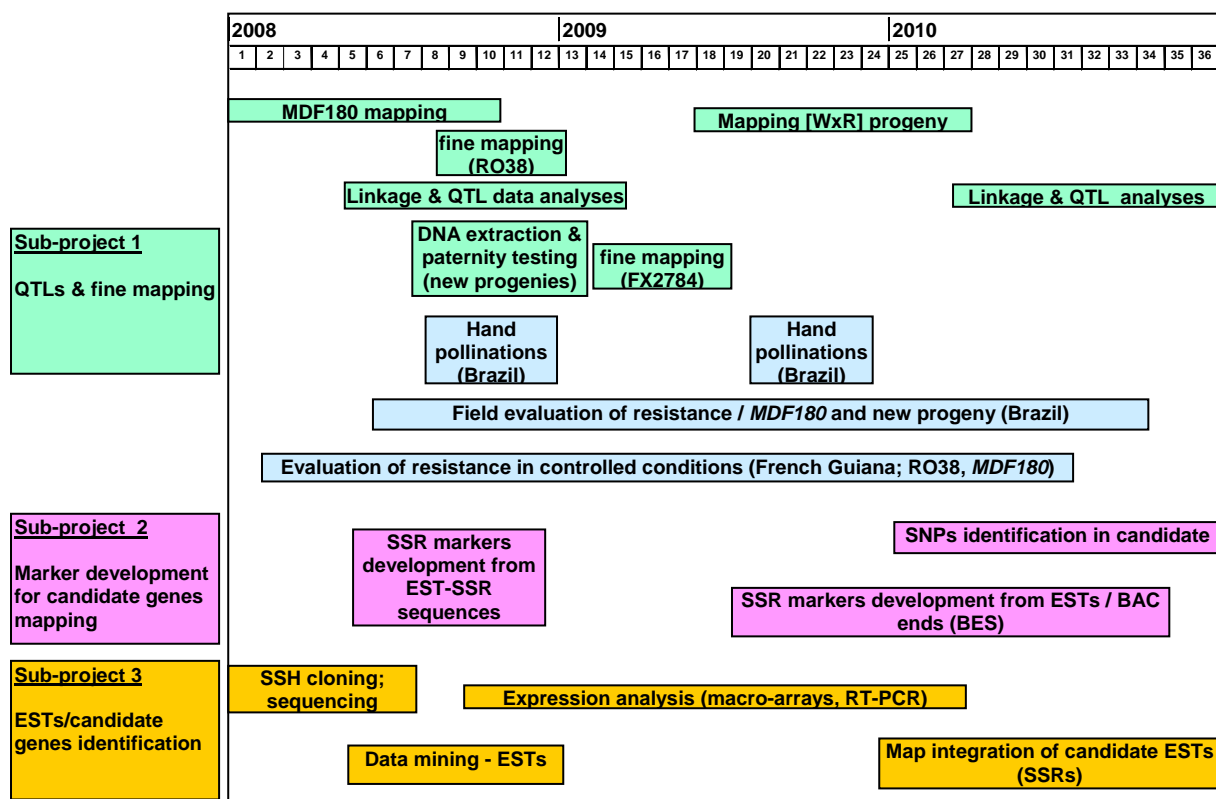 2008 2009 2010
1 2 3 4 5 6 7 8 9 10 11 12 13 14 15 16 17 18 19 20 21 22 23 24 25 26 27 28 29 30 31 32 33 34 35 36
MDF180 mapping
Mapping [WxR] progeny
fine mapping
(RO38)
Linkage & QTL data analyses
Linkage & QTL analyses
Sub-project 1
QTLs & fine mapping
DNA extraction &
paternity testing
(new progenies)
fine mapping
(FX2784)
Hand
pollinations
(Brazil)
Hand
pollinations
(Brazil)
Field evaluation of resistance / MDF180 and new progeny (Brazil)
Evaluation of resistance in controlled conditions (French Guiana; RO38, MDF180)
Sub-project 2
Marker development
for candidate genes
mapping
SSR markers
development from
EST-SSR
sequences
SNPs identification in candidate
SSR markers development from ESTs / BAC
ends (BES)
Sub-project 3
ESTs/candidate
genes identification
SSH cloning;
sequencing
Expression analysis (macro-arrays, RT-PCR)
Data mining - ESTs
Map integration of candidate ESTs
(SSRs)